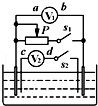 a V₁ b
P S₁
c V₂ d
S₂